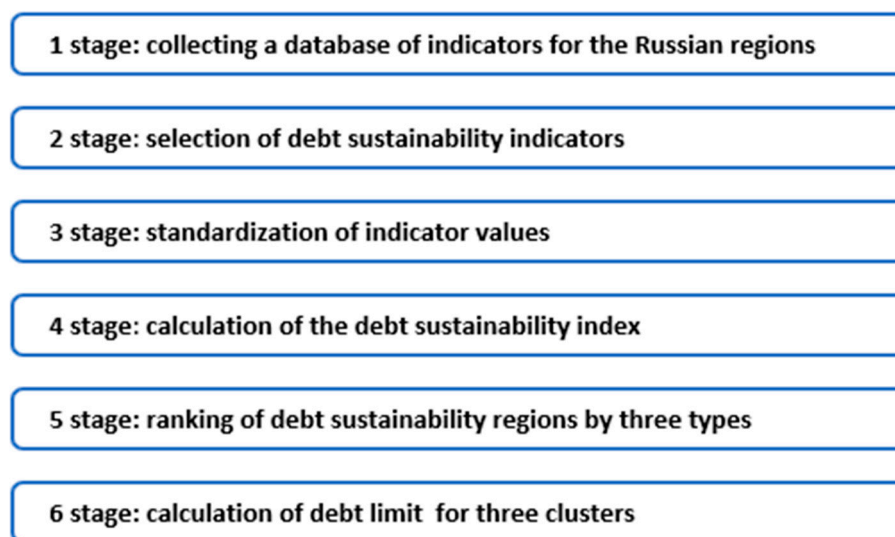 1 stage: collecting a database of indicators for the Russian regions
2 stage: selection of debt sustainability indicators
3 stage: standardization of indicator values
4 stage: calculation of the debt sustainability index
5 stage: ranking of debt sustainability regions by three types
6 stage: calculation of debt limit  for three clusters